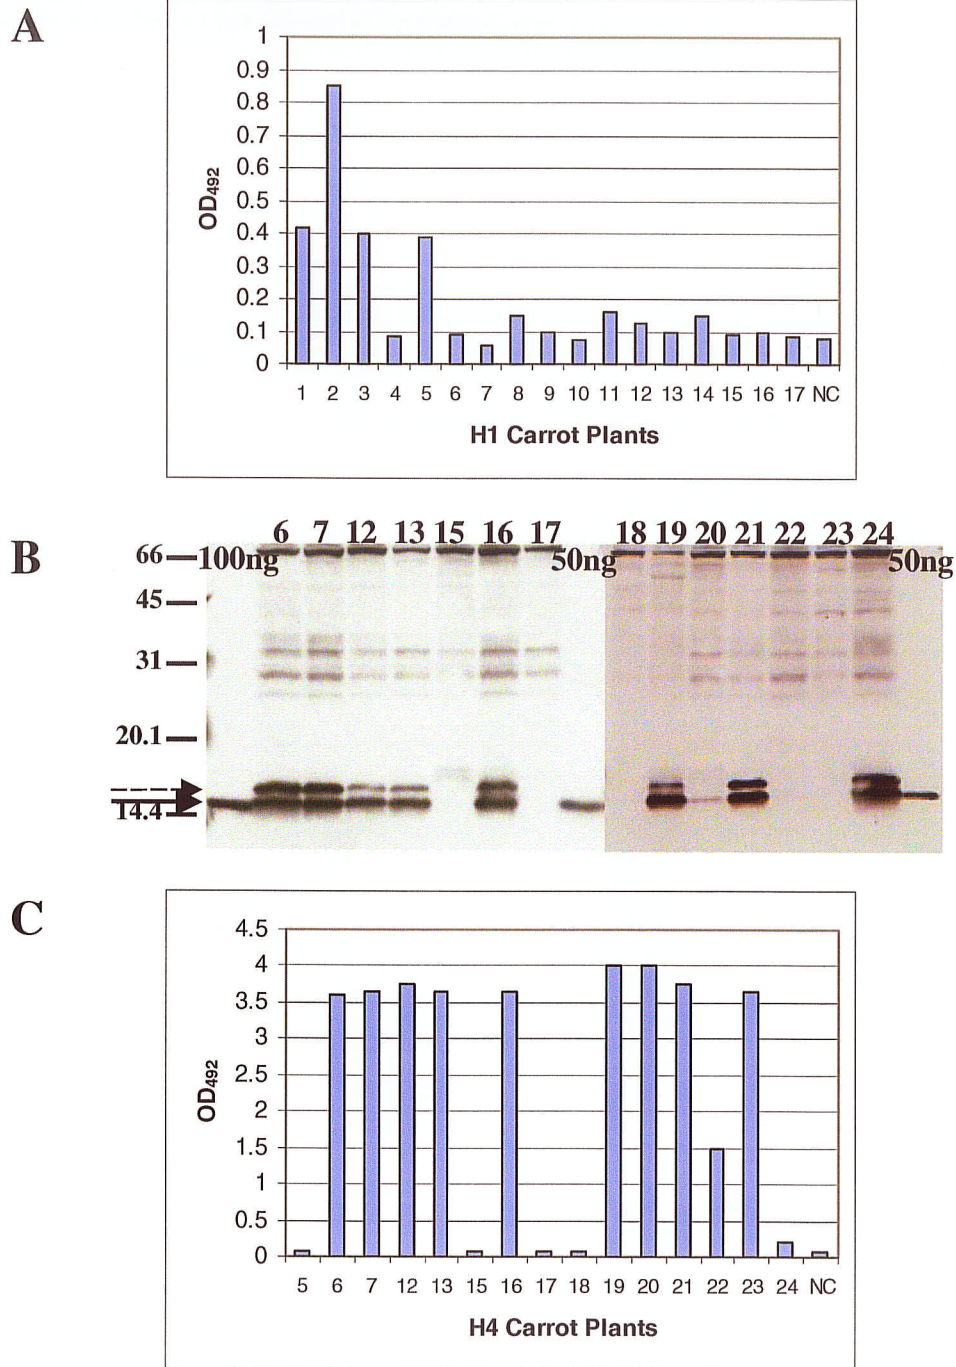 A
1
0.9
0.8
0.7
0.6
0.5
0.4
0.3
0.2
0.1
0
OD492
1 2 3 4 5 6 7 8 9 10 11 12 13 14 15 16 17 NC
H1 Carrot Plants
B
6 7 12 13 15 16 17 18 19 20 21 22 23 24
66 100ng 50ng 50ng
45
31
20.1
14.4
C
4.5
4
3.5
3
2.5
2
1.5
1
0.5
0
OD492
5 6 7 12 13 15 16 17 18 19 20 21 22 23 24 NC
H4 Carrot Plants